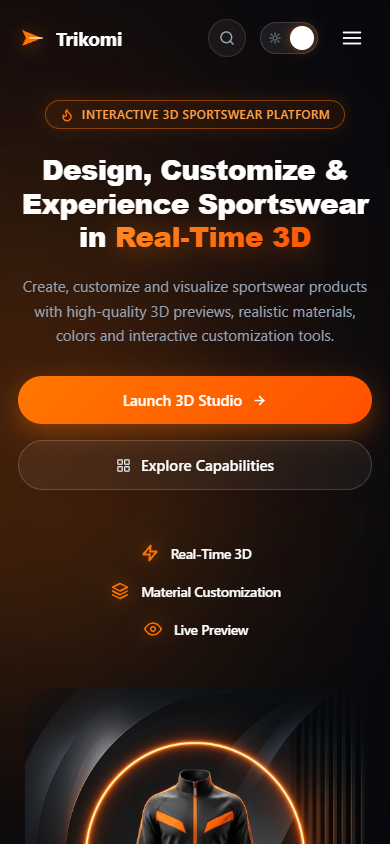 Trikomi
INTERACTIVE 3D SPORTSWEAR PLATFORM
Design, Customize &
Experience Sportswear
in Real-Time 3D
Create, customize and visualize sportswear products
with high-quality 3D previews, realistic materials,
colors and interactive customization tools.
Launch 3D Studio →
Explore Capabilities
Real-Time 3D
Material Customization
Live Preview